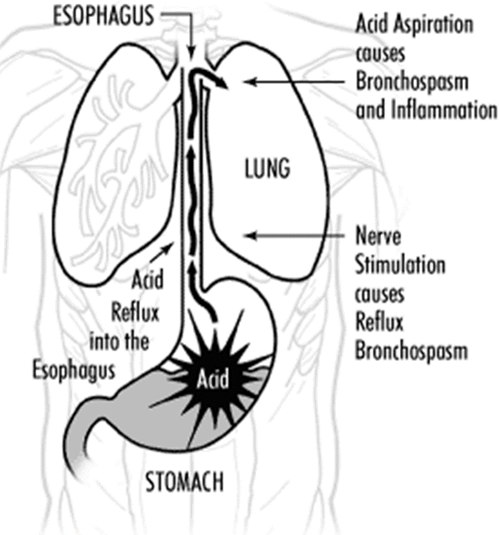 ESOPHAGUS
Acid Aspiration
causes
Bronchospasm
and Inflammation
LUNG
Nerve
Stimulation
causes
Reflux
Bronchospasm
Acid
Reflux
into the
Esophagus
Acid
STOMACH